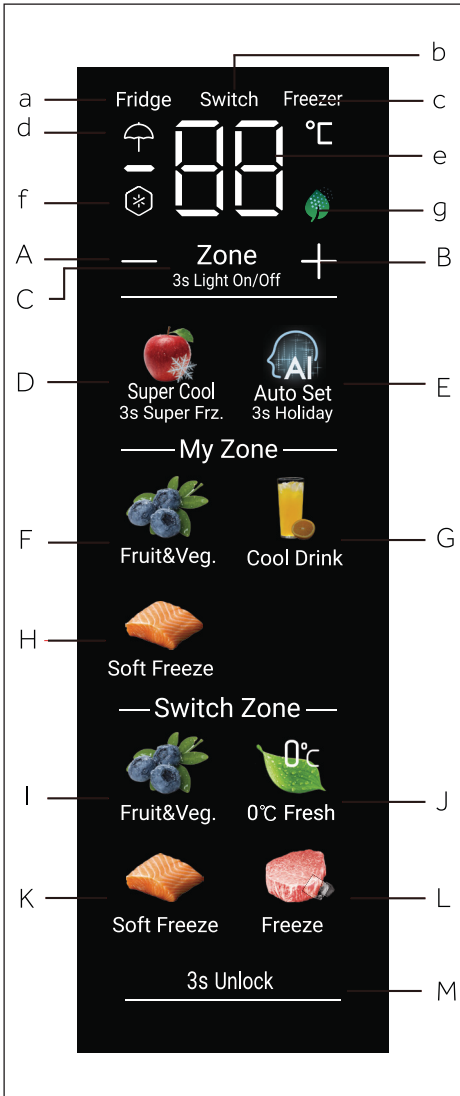 b
a Fridge Switch Freezer c
d °C
88 e
f g
A — Zone + B
C 3s Light On/Off
D Super Cool Auto Set E
AI
3s Super Frz. 3s Holiday
My Zone
F G
Fruit&Veg. Cool Drink
H
Soft Freeze
Switch Zone
0°C
I Fruit&Veg. 0°C Fresh J
K L
Soft Freeze Freeze
3s Unlock
M